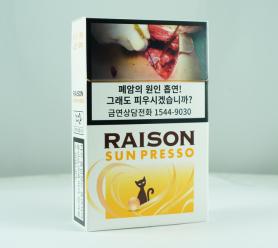 폐암의 원인 흡연!
그래도 피우시겠습니까?
금연상담전화 1544-9030
RAISON
SUN PRESSO